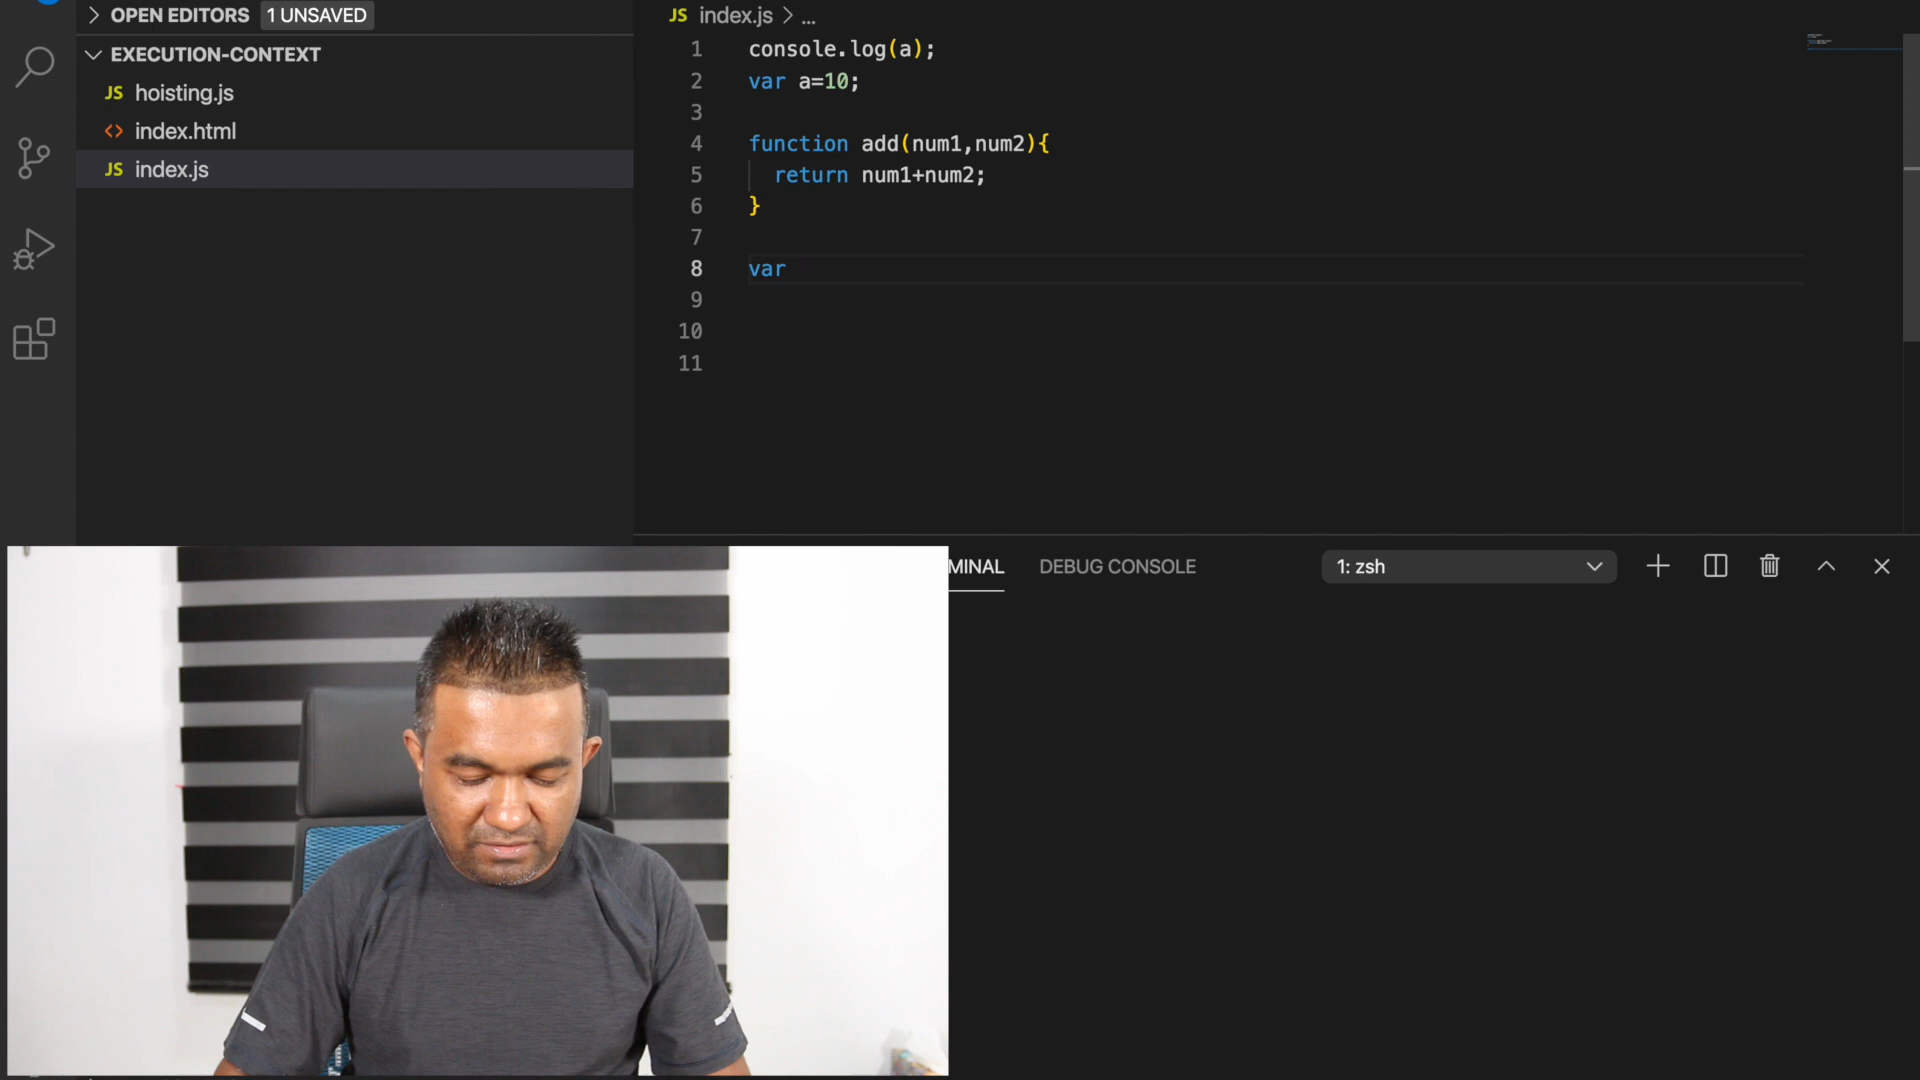 OPEN EDITORS 1 UNSAVED
EXECUTION-CONTEXT
JS hoisting.js
<> index.html
JS index.js
JS index.js > ...
1 console.log(a);
2 var a=10;
3
4 function add(num1,num2){
5 return num1+num2;
6 }
7
8 var
9
10
11
MINAL DEBUG CONSOLE 1: zsh